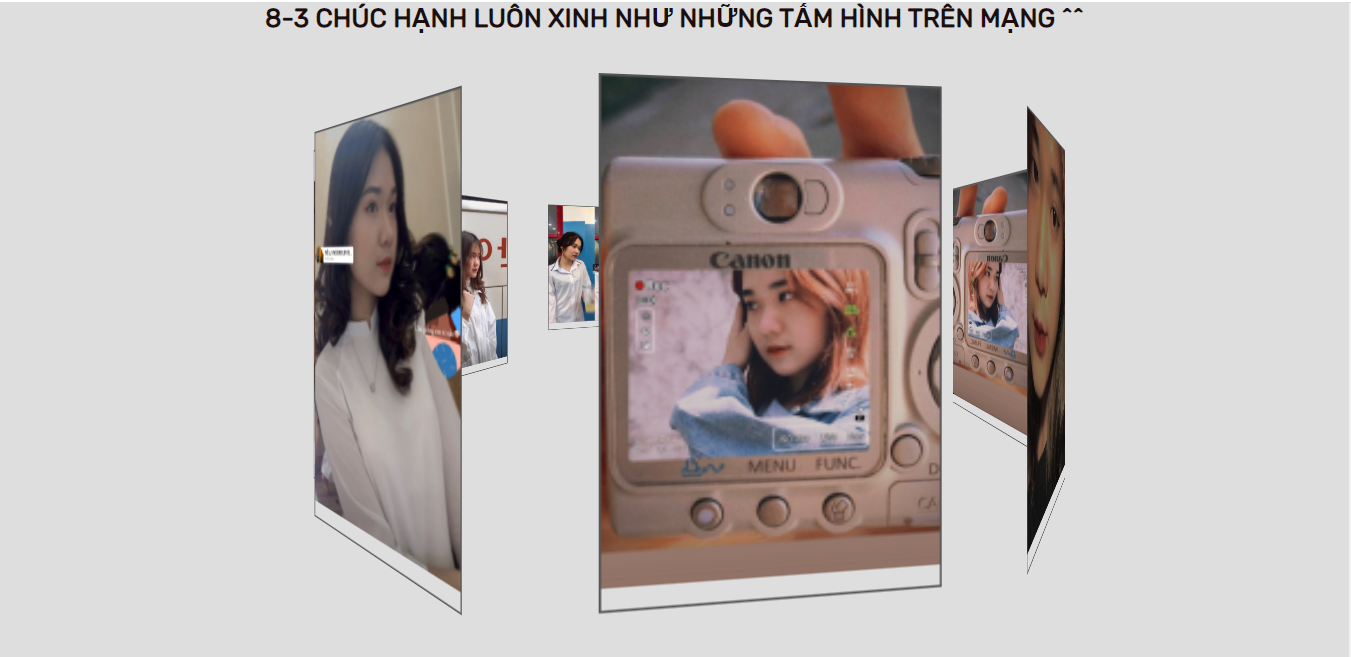 8-3 CHÚC HẠNH LUÔN XINH NHƯ NHỮNG TẤM HÌNH TRÊN MẠNG ^^
Canon
MENU FUNC.